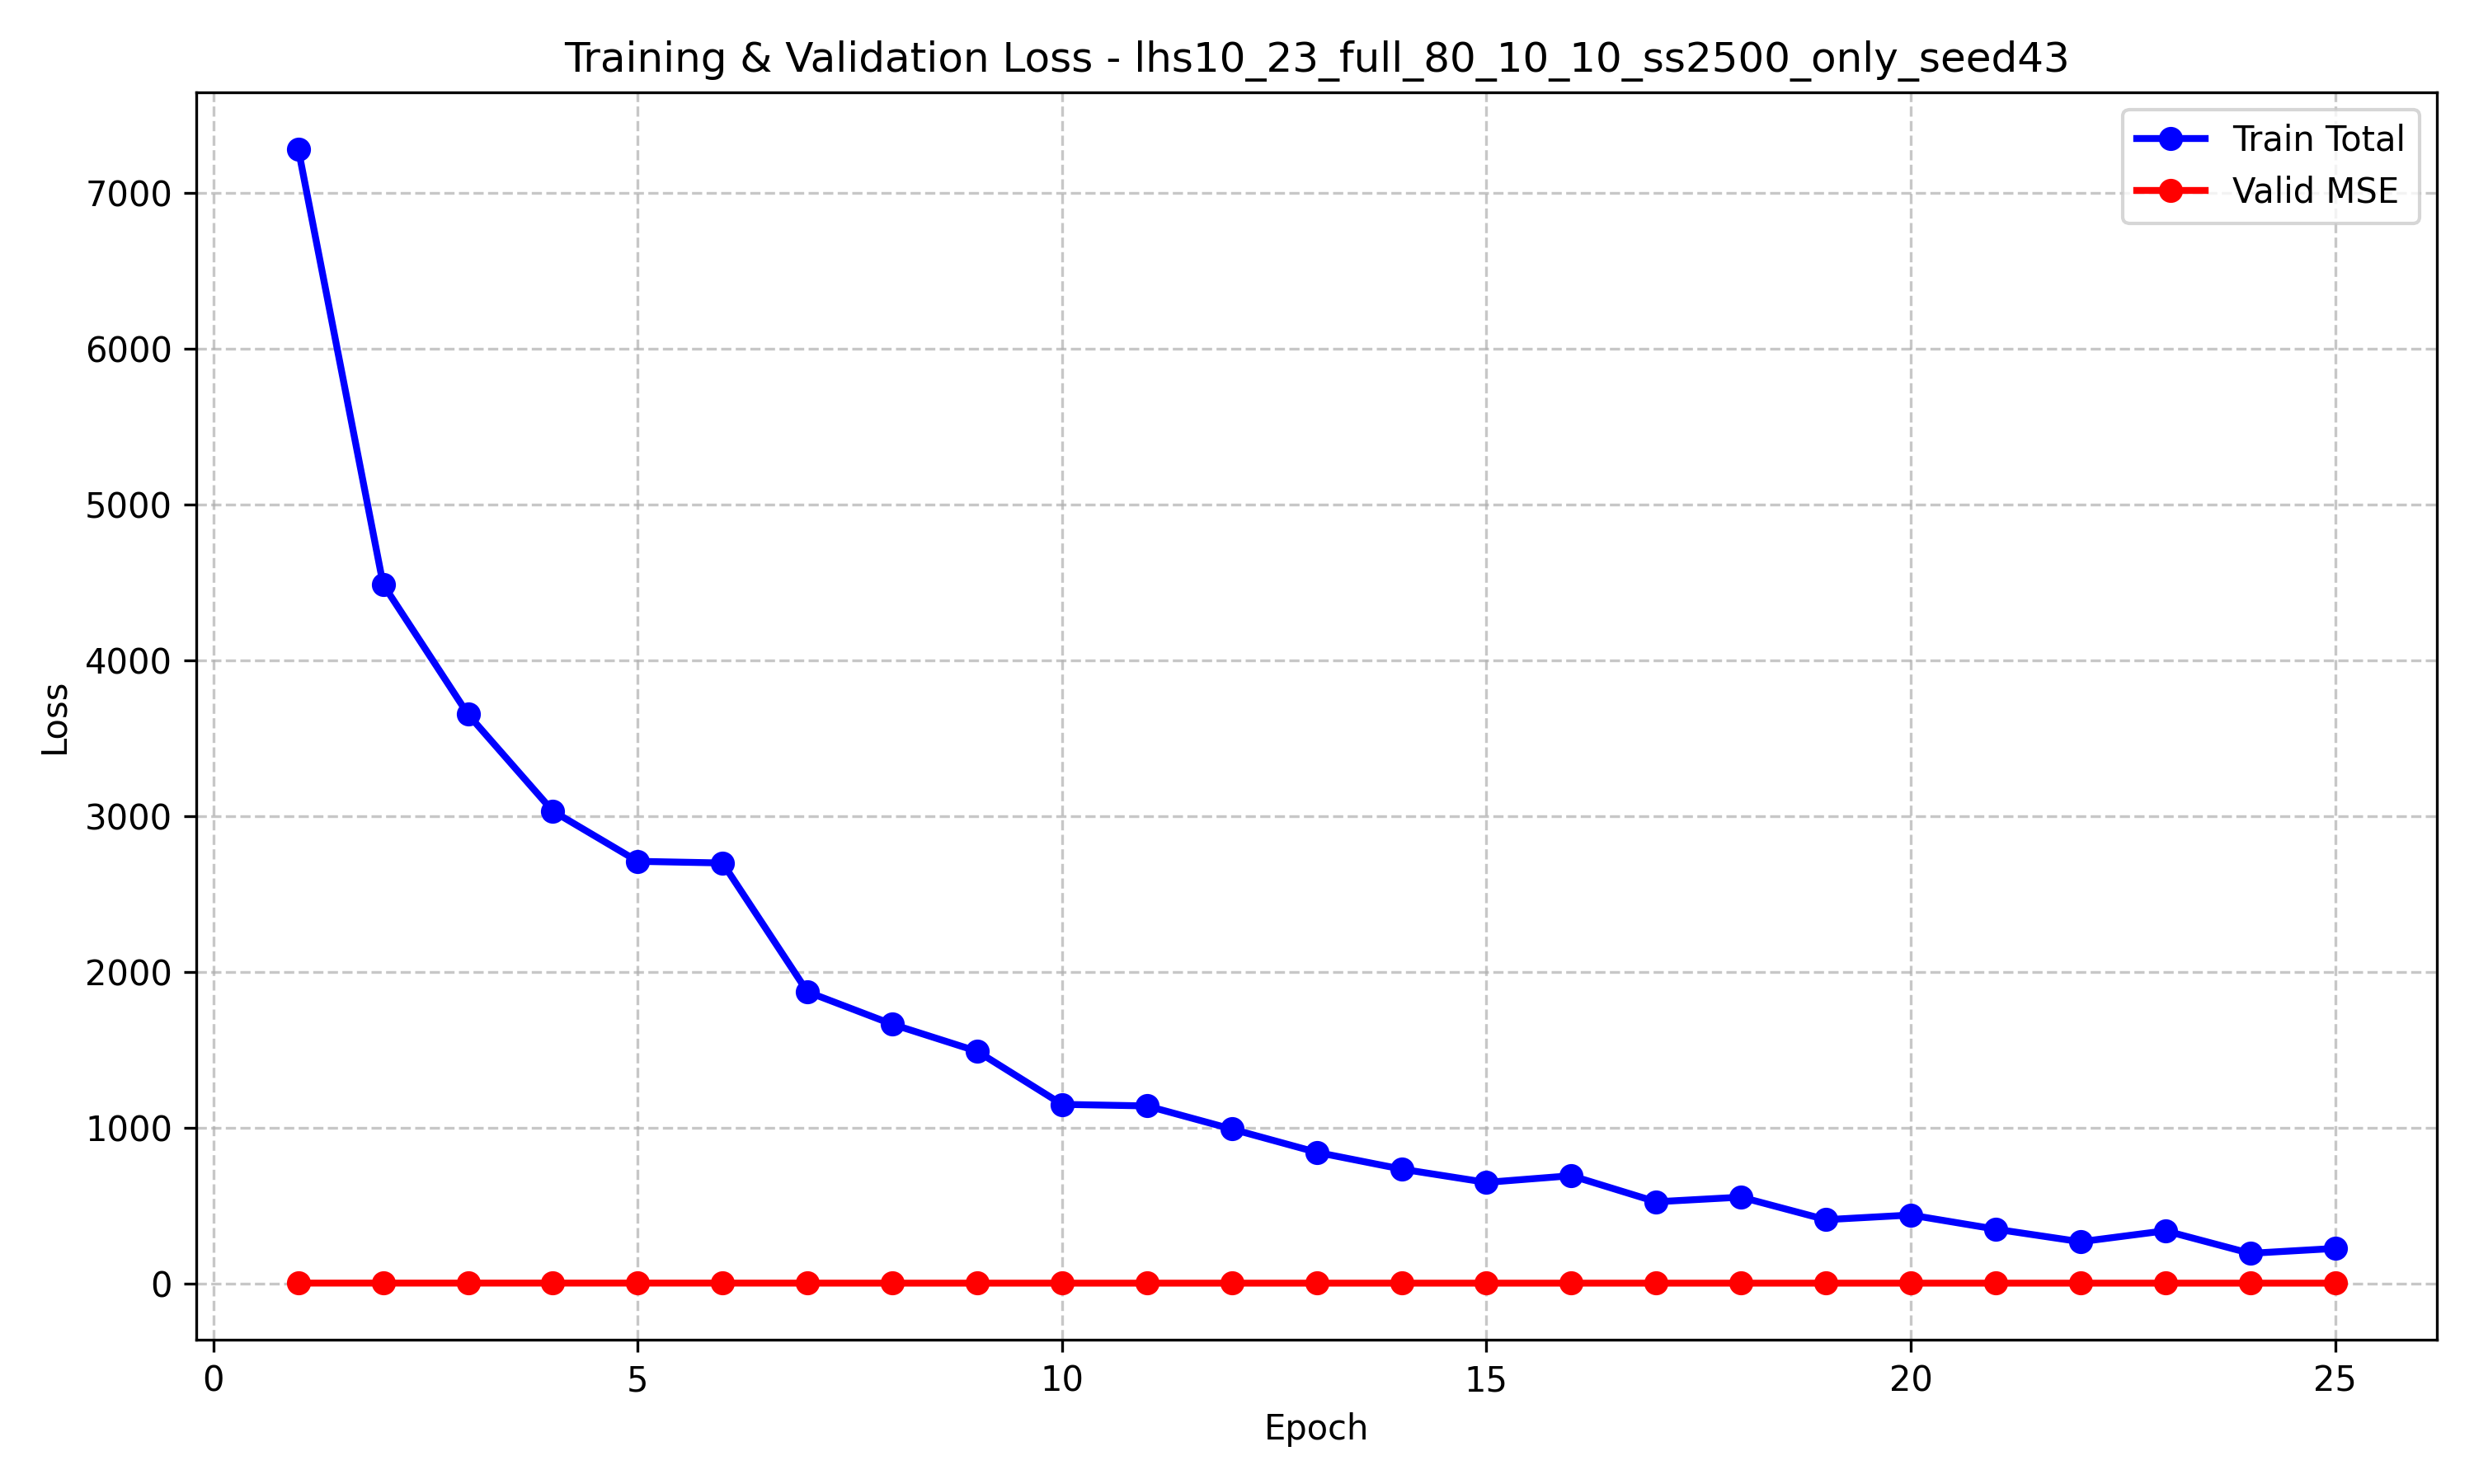 Training & Validation Loss - lhs10_23_full_80_10_10_ss2500_only_seed43
Train Total
Valid MSE
7000
6000
5000
4000
3000
2000
1000
0
Loss
0 5 10 15 20 25
Epoch